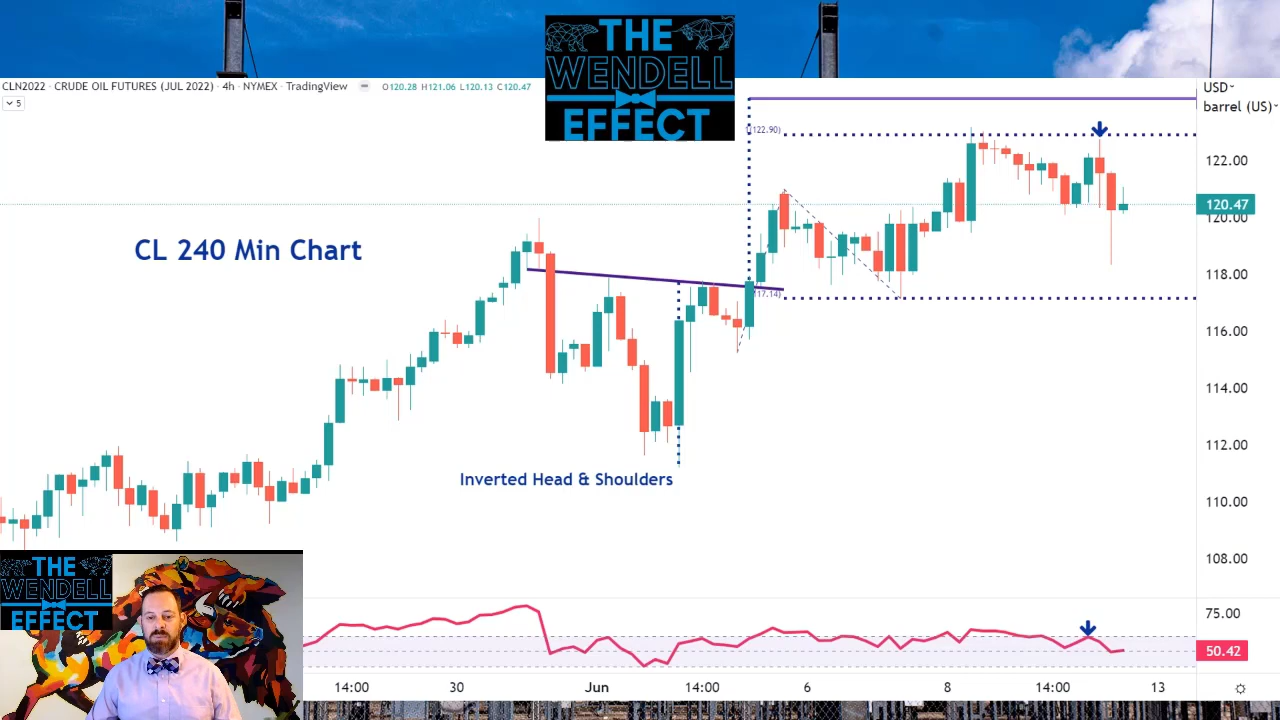 THE
WENDELL
EFFECT
CLN2022 · CRUDE OIL FUTURES (JUL 2022) · 4h · NYMEX · TradingView O120.28 H121.06 L120.13 C120.47
5
USD
barrel (US)
(122.90)
122.00
120.47
120.00
CL 240 Min Chart
118.00
17.14)
116.00
114.00
112.00
Inverted Head & Shoulders
110.00
108.00
THE
WENDELL
EFFECT
75.00
50.42
14:00 30 Jun 14:00 6 8 14:00 13